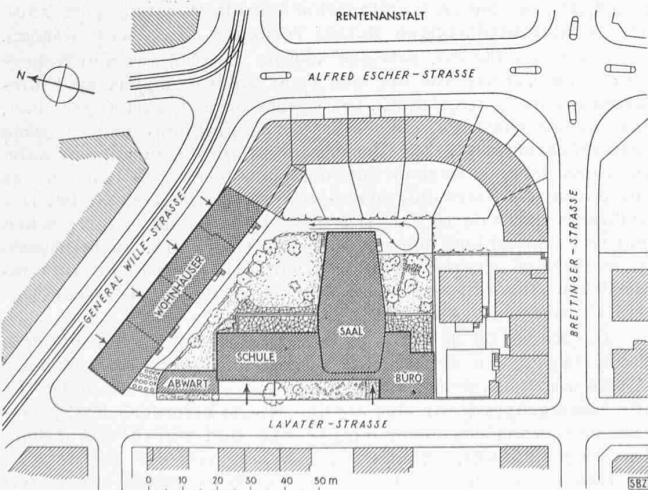 RENTENANSTALT
N
ALFRED ESCHER-STRASSE
GENERAL WILLE-STRASSE
WOHNHÄUSER
BREITINGER-STRASSE
SAAL
SCHULE
ABWART
BÜRO
LAVATER-STRASSE
0 10 20 30 40 50 m
SBZ